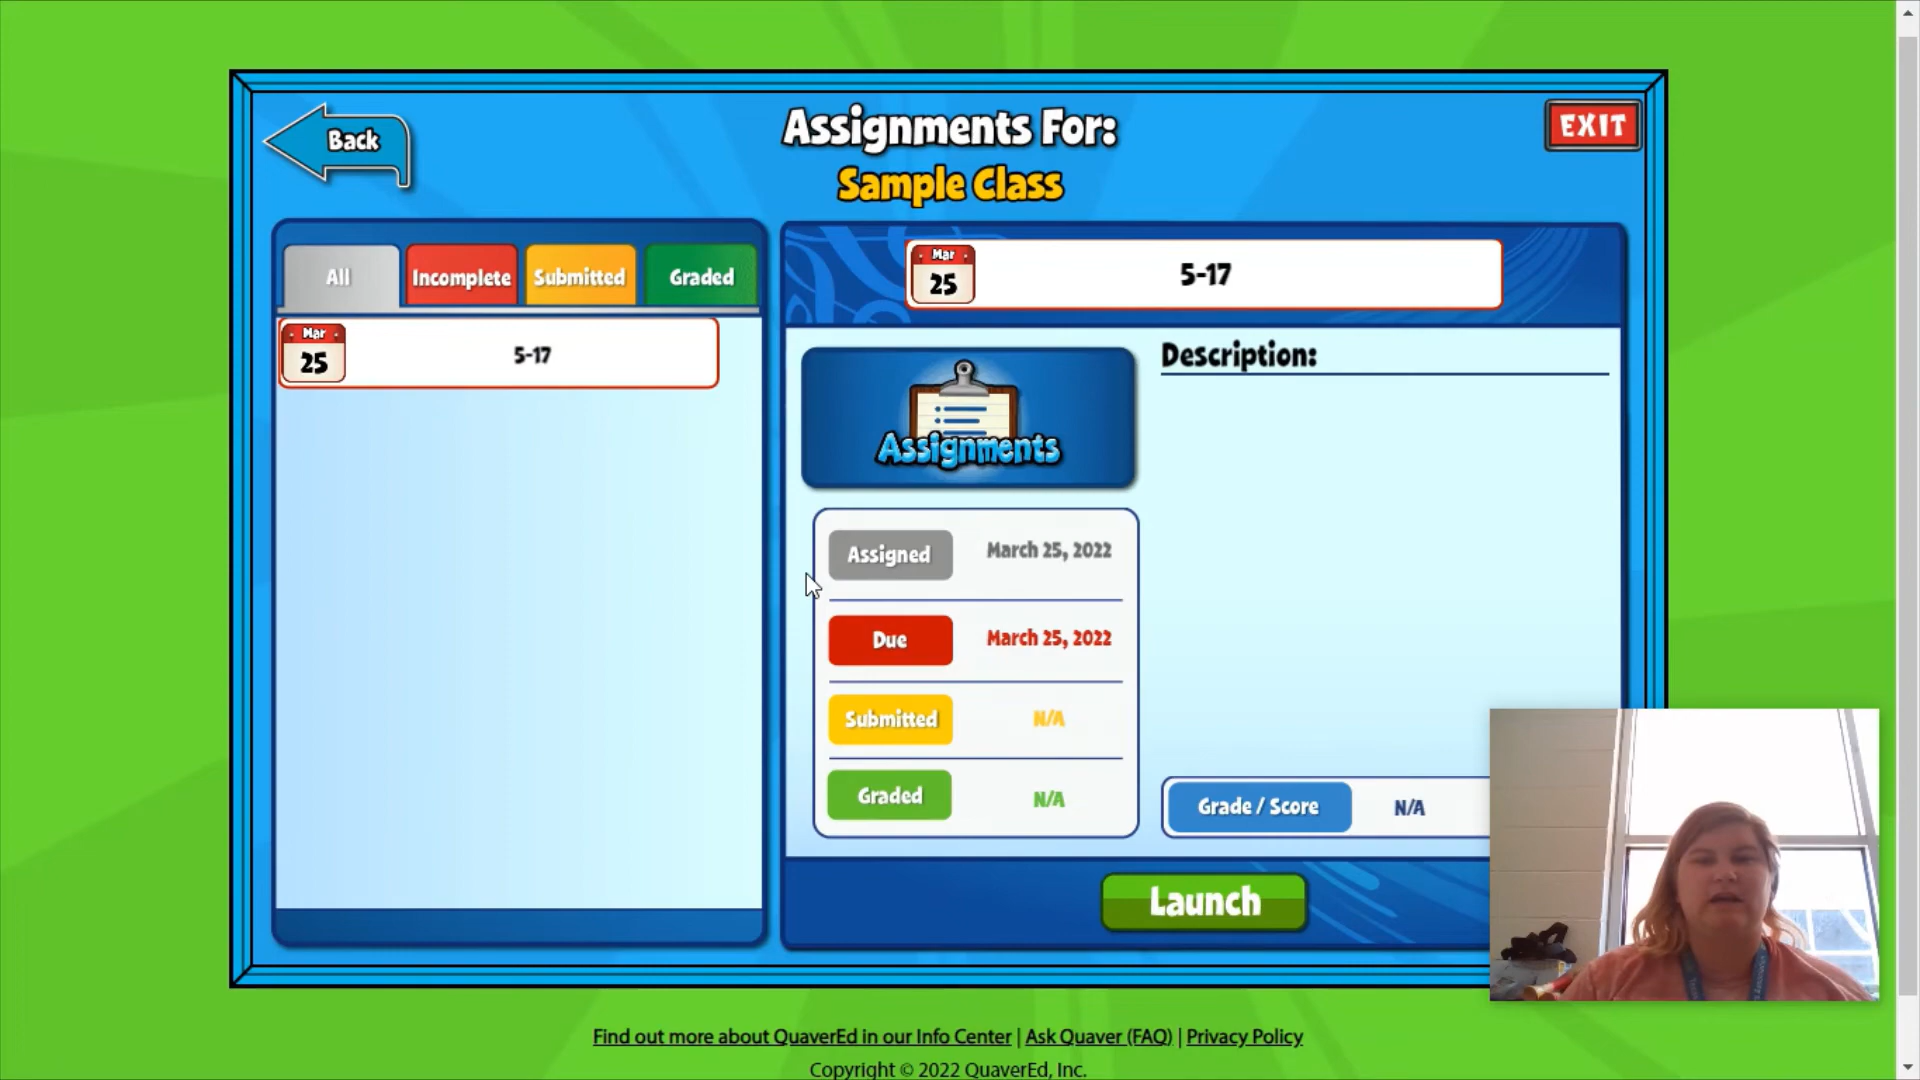 Back
Assignments For:
Sample Class
EXIT
All
Incomplete
Submitted
Graded
Mar
25
5-17
Mar
25
5-17
Assignments
Description:
Assigned
March 25, 2022
Due
March 25, 2022
Submitted
N/A
Graded
N/A
Grade / Score
N/A
Launch
Find out more about QuaverEd in our Info Center | Ask Quaver (FAQ) | Privacy Policy
Copyright © 2022 QuaverEd, Inc.